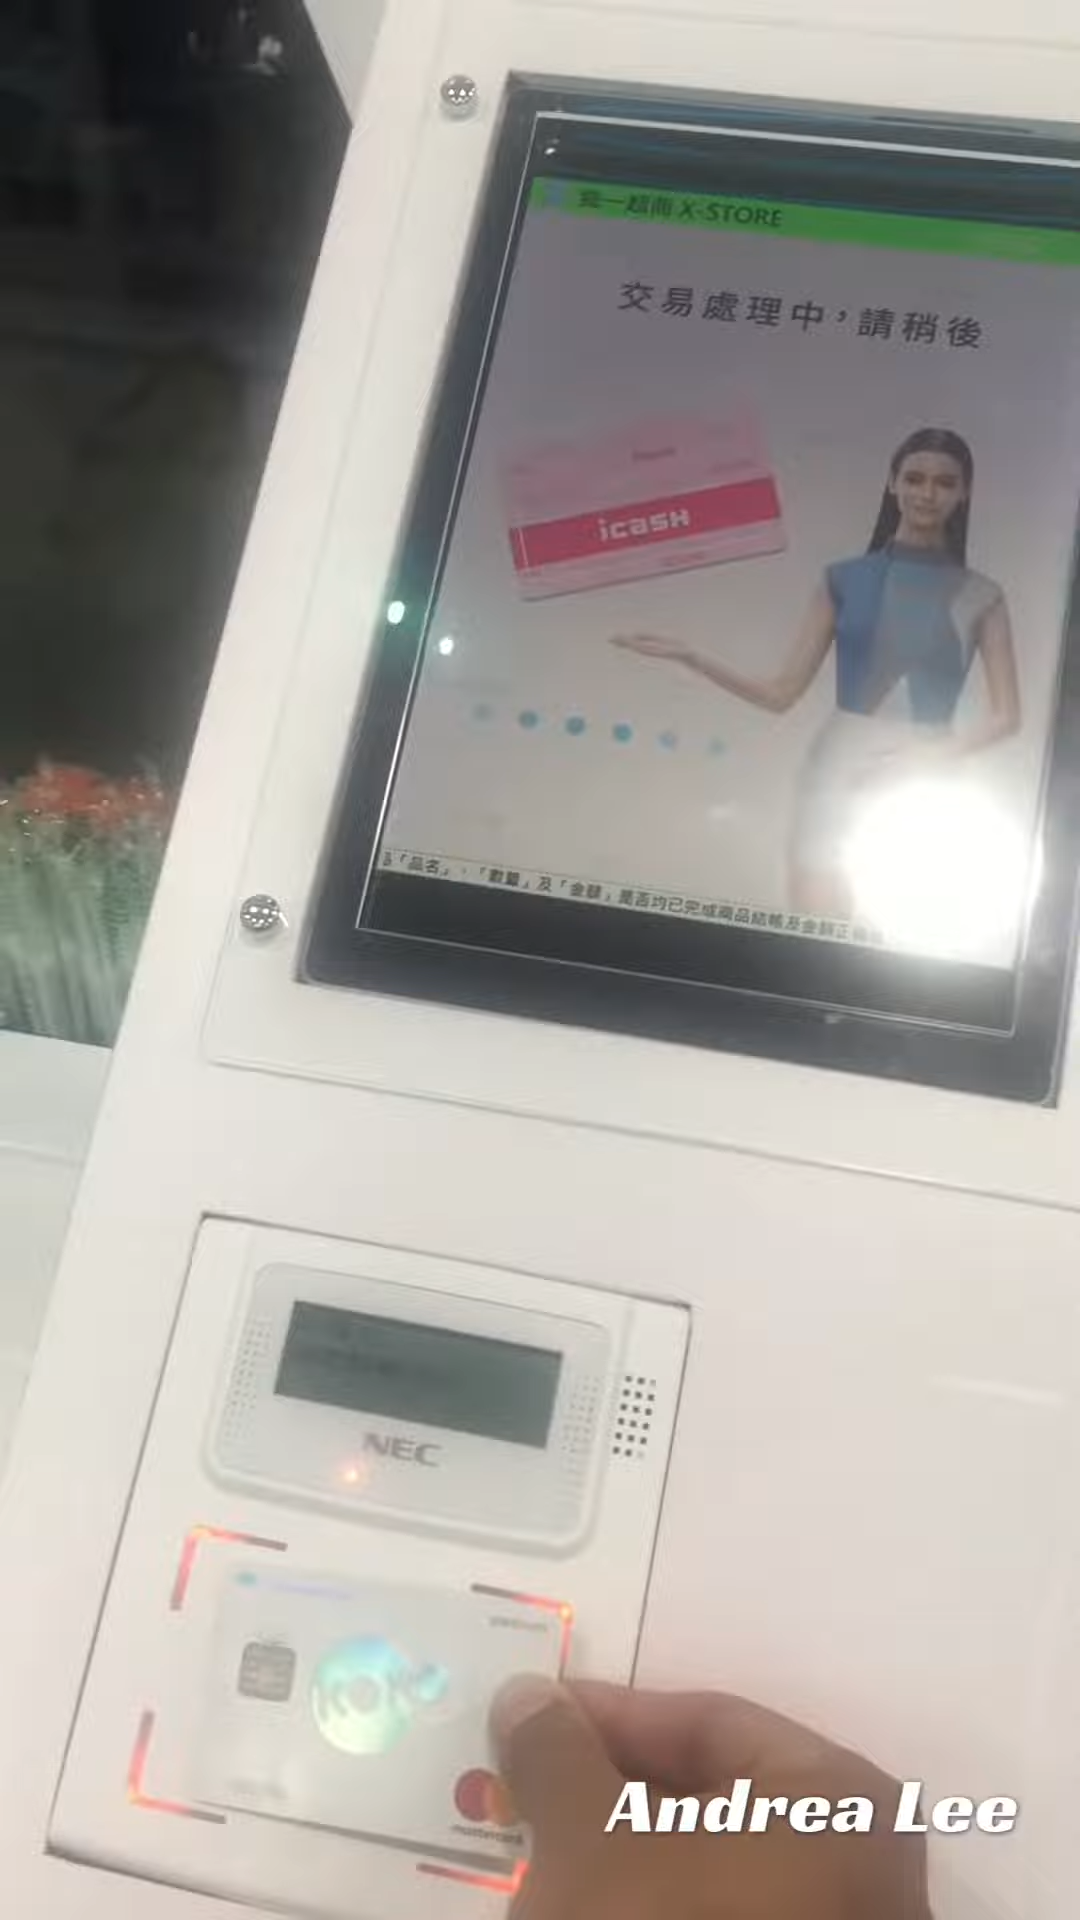 統一超商 X-STORE
交易處理中，請稍後
icash
「品名」、「數量」及「金額」是否均已完成商品結帳及金額正
NEC
KOKO
mastercard
Andrea Lee